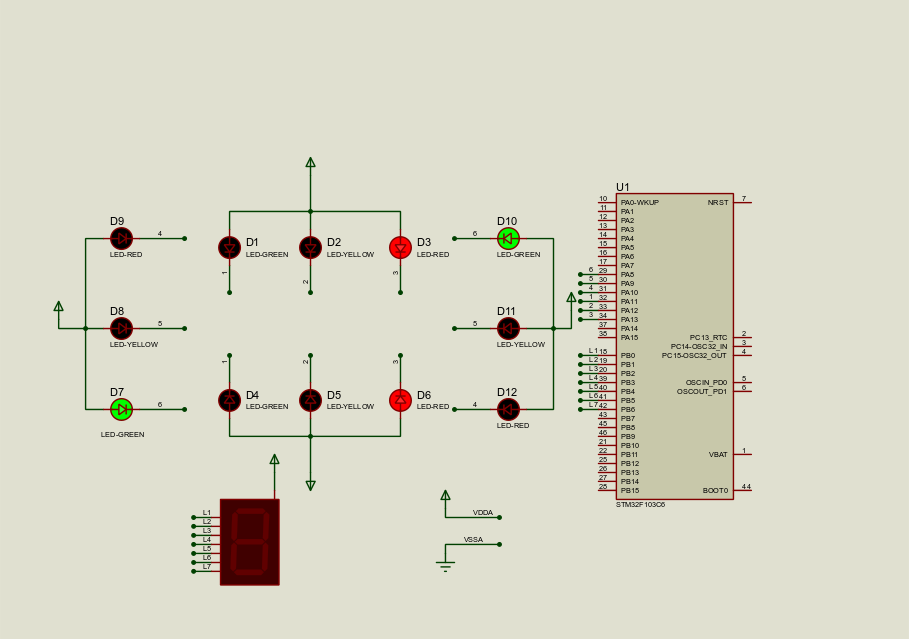 U1
D9
4
LED-RED
D8
5
LED-YELLOW
D7
6
LED-GREEN
D1
LED-GREEN
1
D2
LED-YELLOW
2
D3
LED-RED
3
D4
LED-GREEN
1
D5
LED-YELLOW
2
D6
LED-RED
3
D10
6
LED-GREEN
D11
5
LED-YELLOW
D12
4
LED-RED
10 PA0-WKUP
11 PA1
12 PA2
13 PA3
14 PA4
15 PA5
16 PA6
17 PA7
6 29 PA8
5 30 PA9
4 31 PA10
1 32 PA11
2 33 PA12
3 34 PA13
37 PA14
38 PA15
L1 18 PB0
L2 19 PB1
L3 20 PB2
L4 39 PB3
L5 40 PB4
L6 41 PB5
L7 42 PB6
43 PB7
45 PB8
46 PB9
21 PB10
22 PB11
25 PB12
26 PB13
27 PB14
28 PB15
NRST 7
PC13_RTC 2
PC14-OSC32_IN 3
PC15-OSC32_OUT 4
OSCIN_PD0 5
OSCOUT_PD1 6
VBAT 1
BOOT0 44
STM32F103C6
L1
L2
L3
L4
L5
L6
L7
VDDA
VSSA